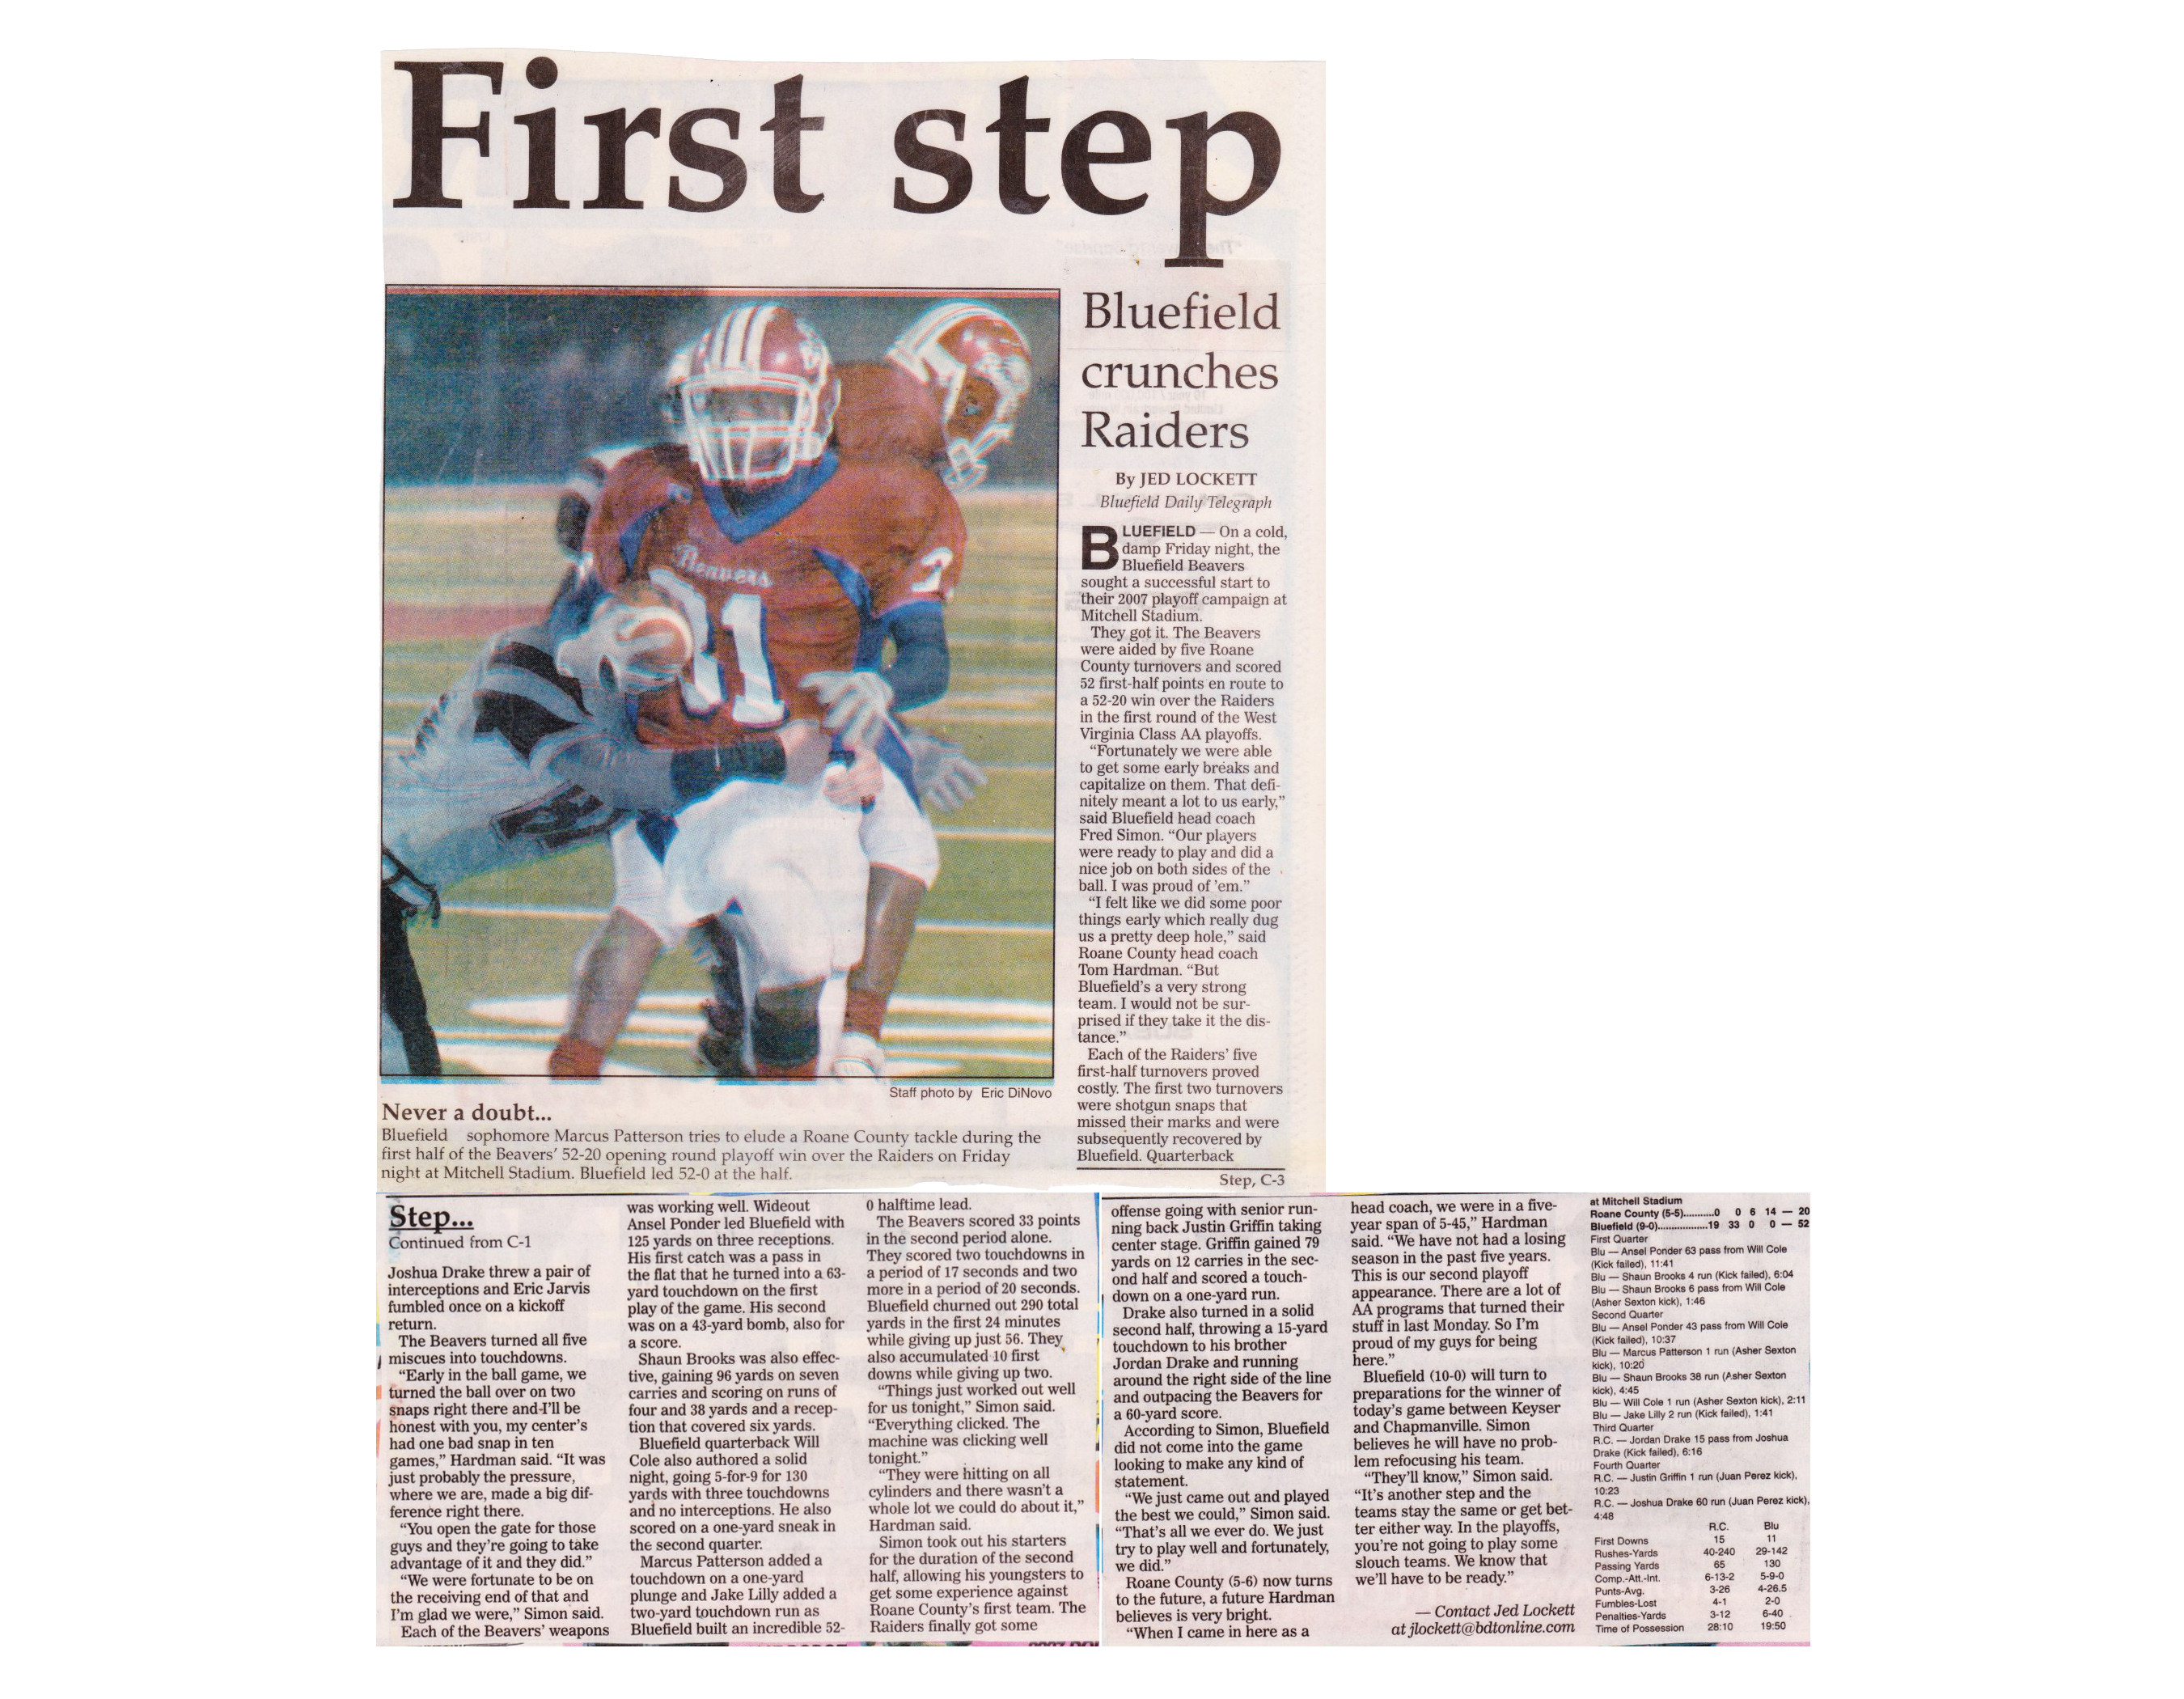 First step
Bluefield
crunches
Raiders
By JED LOCKETT
Bluefield Daily Telegraph
BLUEFIELD — On a cold,
damp Friday night, the
Bluefield Beavers
sought a successful start to
their 2007 playoff campaign at
Mitchell Stadium.
They got it. The Beavers
were aided by five Roane
County turnovers and scored
52 first-half points en route to
a 52-20 win over the Raiders
in the first round of the West
Virginia Class AA playoffs.
“Fortunately we were able
to get some early breaks and
capitalize on them. That defi-
nitely meant a lot to us early,”
said Bluefield head coach
Fred Simon. “Our players
were ready to play and did a
nice job on both sides of the
ball. I was proud of ’em.”
“I felt like we did some poor
things early which really dug
us a pretty deep hole,” said
Roane County head coach
Tom Hardman. “But
Bluefield’s a very strong
team. I would not be sur-
prised if they take it the dis-
tance.”
Each of the Raiders’ five
first-half turnovers proved
costly. The first two turnovers
were shotgun snaps that
missed their marks and were
subsequently recovered by
Bluefield. Quarterback
Step, C-3
Beavers
31
Staff photo by Eric DiNovo
Never a doubt...
Bluefield sophomore Marcus Patterson tries to elude a Roane County tackle during the
first half of the Beavers’ 52-20 opening round playoff win over the Raiders on Friday
night at Mitchell Stadium. Bluefield led 52-0 at the half.
Step...
Continued from C-1
Joshua Drake threw a pair of
interceptions and Eric Jarvis
fumbled once on a kickoff
return.
The Beavers turned all five
miscues into touchdowns.
“Early in the ball game, we
turned the ball over on two
snaps right there and I’ll be
honest with you, my center’s
had one bad snap in ten
games,” Hardman said. “It was
just probably the pressure,
where we are, made a big dif-
ference right there.
“You open the gate for those
guys and they’re going to take
advantage of it and they did.”
“We were fortunate to be on
the receiving end of that and
I’m glad we were,” Simon said.
Each of the Beavers’ weapons
was working well. Wideout
Ansel Ponder led Bluefield with
125 yards on three receptions.
His first catch was a pass in
the flat that he turned into a 63-
yard touchdown on the first
play of the game. His second
was on a 43-yard bomb, also for
a score.
Shaun Brooks was also effec-
tive, gaining 96 yards on seven
carries and scoring on runs of
four and 38 yards and a recep-
tion that covered six yards.
Bluefield quarterback Will
Cole also authored a solid
night, going 5-for-9 for 130
yards with three touchdowns
and no interceptions. He also
scored on a one-yard sneak in
the second quarter.
Marcus Patterson added a
touchdown on a one-yard
plunge and Jake Lilly added a
two-yard touchdown run as
Bluefield built an incredible 52-
0 halftime lead.
The Beavers scored 33 points
in the second period alone.
They scored two touchdowns in
a period of 17 seconds and two
more in a period of 20 seconds.
Bluefield churned out 290 total
yards in the first 24 minutes
while giving up just 56. They
also accumulated 10 first
downs while giving up two.
“Things just worked out well
for us tonight,” Simon said.
“Everything clicked. The
machine was clicking well
tonight.”
“They were hitting on all
cylinders and there wasn’t a
whole lot we could do about it,”
Hardman said.
Simon took out his starters
for the duration of the second
half, allowing his youngsters to
get some experience against
Roane County’s first team. The
Raiders finally got some
offense going with senior run-
ning back Justin Griffin taking
center stage. Griffin gained 79
yards on 12 carries in the sec-
ond half and scored a touch-
down on a one-yard run.
Drake also turned in a solid
second half, throwing a 15-yard
touchdown to his brother
Jordan Drake and running
around the right side of the line
and outpacing the Beavers for
a 60-yard score.
According to Simon, Bluefield
did not come into the game
looking to make any kind of
statement.
“We just came out and played
the best we could,” Simon said.
“That’s all we ever do. We just
try to play well and fortunately,
we did.”
Roane County (5-6) now turns
to the future, a future Hardman
believes is very bright.
“When I came in here as a
head coach, we were in a five-
year span of 5-45,” Hardman
said. “We have not had a losing
season in the past five years.
This is our second playoff
appearance. There are a lot of
AA programs that turned their
stuff in last Monday. So I’m
proud of my guys for being
here.”
Bluefield (10-0) will turn to
preparations for the winner of
today’s game between Keyser
and Chapmanville. Simon
believes he will have no prob-
lem refocusing his team.
“They’ll know,” Simon said.
“It’s another step and the
teams stay the same or get bet-
ter either way. In the playoffs,
you’re not going to play some
slouch teams. We know that
we’ll have to be ready.”
— Contact Jed Lockett
at jlockett@bdtonline.com
at Mitchell Stadium
Roane County (5-5)..........0 0 6 14 — 20
Bluefield (9-0)..................19 33 0 0 — 52
First Quarter
Blu — Ansel Ponder 63 pass from Will Cole
(Kick failed), 11:41
Blu — Shaun Brooks 4 run (Kick failed), 6:04
Blu — Shaun Brooks 6 pass from Will Cole
(Asher Sexton kick), 1:46
Second Quarter
Blu — Ansel Ponder 43 pass from Will Cole
(Kick failed), 10:37
Blu — Marcus Patterson 1 run (Asher Sexton
kick), 10:20
Blu — Shaun Brooks 38 run (Asher Sexton
kick), 4:45
Blu — Will Cole 1 run (Asher Sexton kick), 2:11
Blu — Jake Lilly 2 run (Kick failed), 1:41
Third Quarter
R.C. — Jordan Drake 15 pass from Joshua
Drake (Kick failed), 6:16
Fourth Quarter
R.C. — Justin Griffin 1 run (Juan Perez kick),
10:23
R.C. — Joshua Drake 60 run (Juan Perez kick),
4:48
R.C. Blu
First Downs 15 11
Rushes-Yards 40-240 29-142
Passing Yards 65 130
Comp.-Att.-Int. 6-13-2 5-9-0
Punts-Avg. 3-26 4-26.5
Fumbles-Lost 4-1 2-0
Penalties-Yards 3-12 6-40
Time of Possession 28:10 19:50